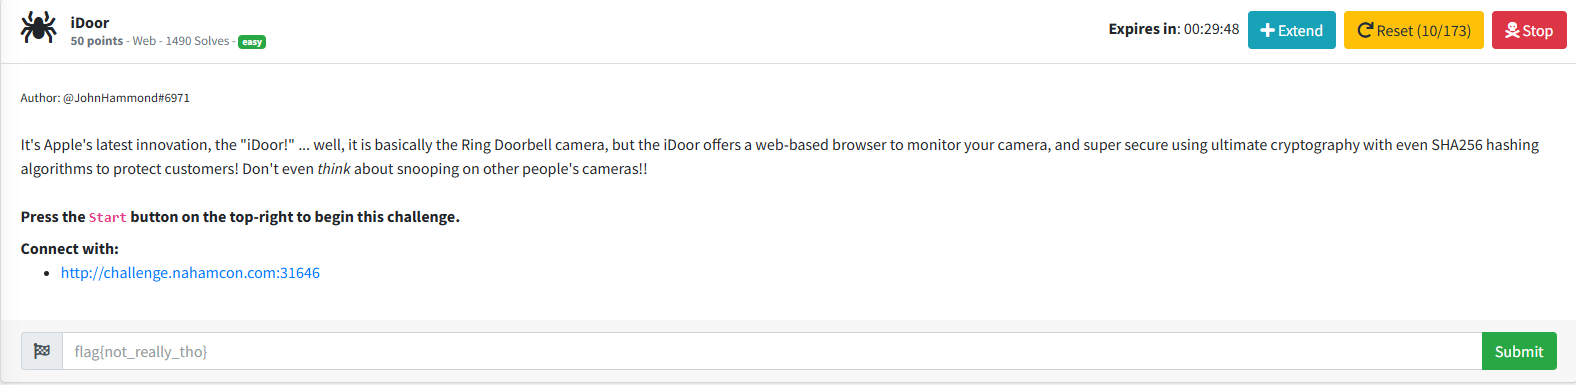 iDoor
50 points - Web - 1490 Solves - easy
Expires in: 00:29:48 Extend Reset (10/173) Stop
Author: @JohnHammond#6971
It's Apple's latest innovation, the "iDoor!" ... well, it is basically the Ring Doorbell camera, but the iDoor offers a web-based browser to monitor your camera, and super secure using ultimate cryptography with even SHA256 hashing
algorithms to protect customers! Don't even think about snooping on other people's cameras!!
Press the Start button on the top-right to begin this challenge.
Connect with:
• http://challenge.nahamcon.com:31646
flag{not_really_tho} Submit